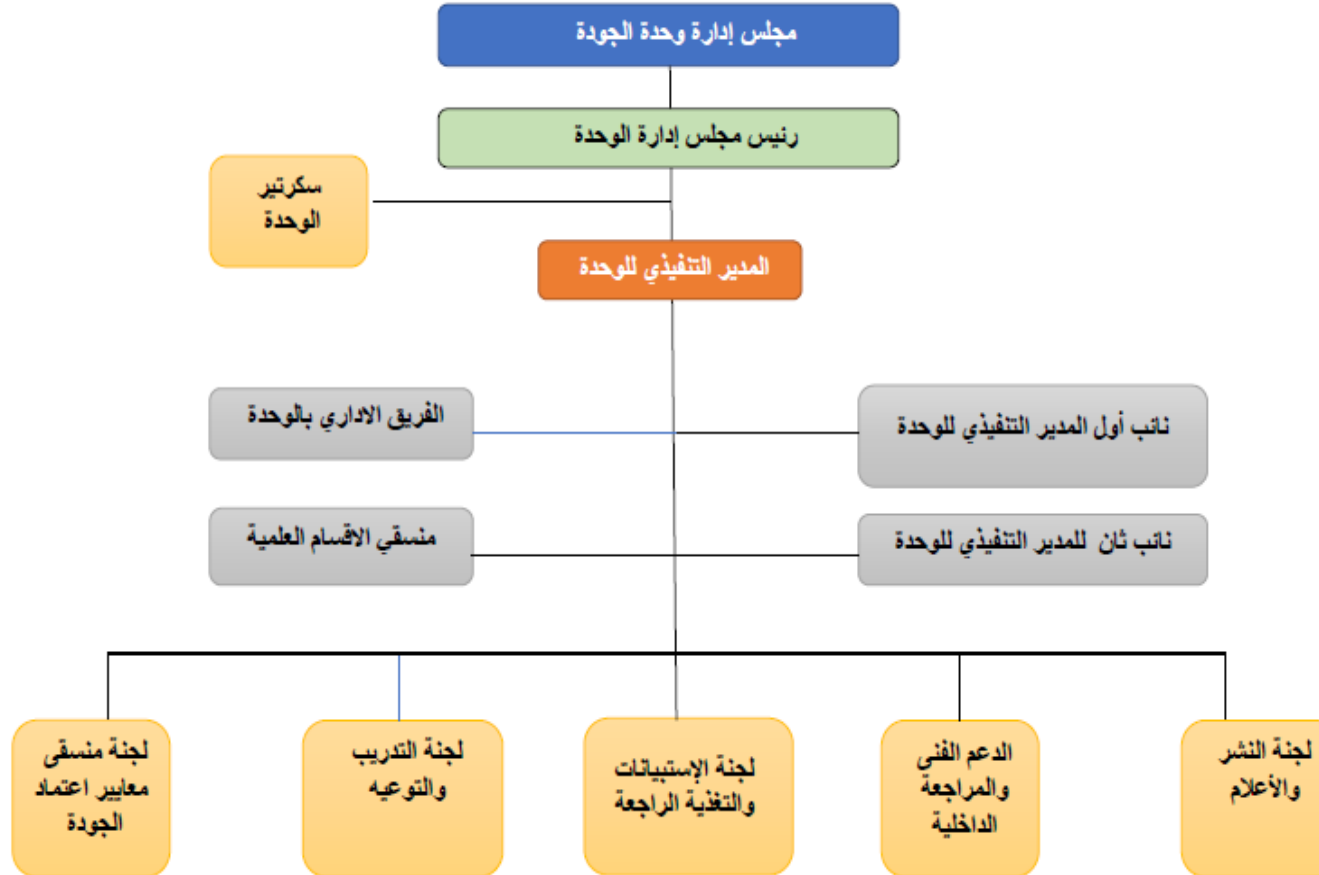 مجلس إدارة وحدة الجودة
رئيس مجلس إدارة الوحدة
سكرتير
الوحدة
المدير التنفيذي للوحدة
نائب أول المدير التنفيذي للوحدة
الفريق الاداري بالوحدة
نائب ثان للمدير التنفيذي للوحدة
منسقي الاقسام العلمية
لجنة النشر
والأعلام
الدعم الفنى
والمراجعة
الداخلية
لجنة الإستبيانات
والتغذية الراجعة
لجنة التدريب
والتوعيه
لجنة منسقى
معايير اعتماد
الجودة